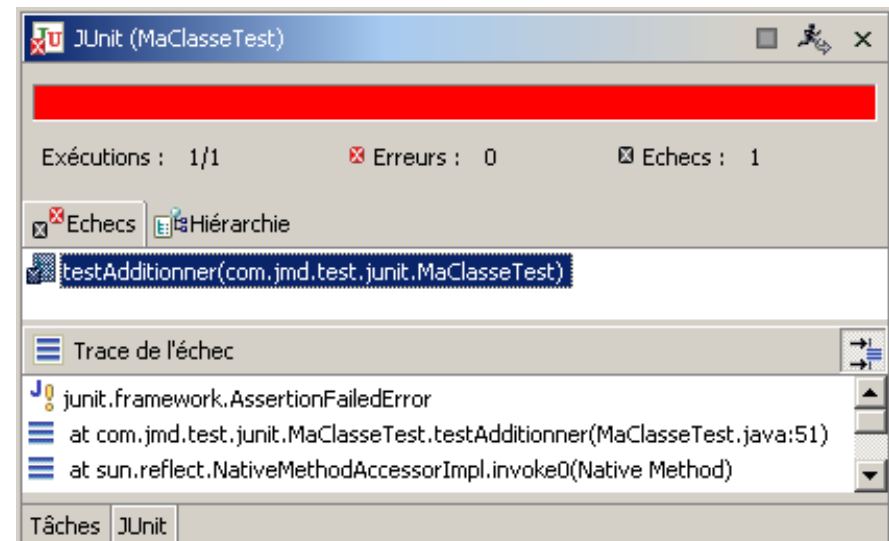 JUnit (MaClasseTest)
Exécutions : 1/1 Erreurs : 0 Echecs : 1
Echecs Hiérarchie
testAdditionner(com.jmd.test.junit.MaClasseTest)
Trace de l'échec
junit.framework.AssertionFailedError
at com.jmd.test.junit.MaClasseTest.testAdditionner(MaClasseTest.java:51)
at sun.reflect.NativeMethodAccessorImpl.invoke0(Native Method)
Tâches JUnit